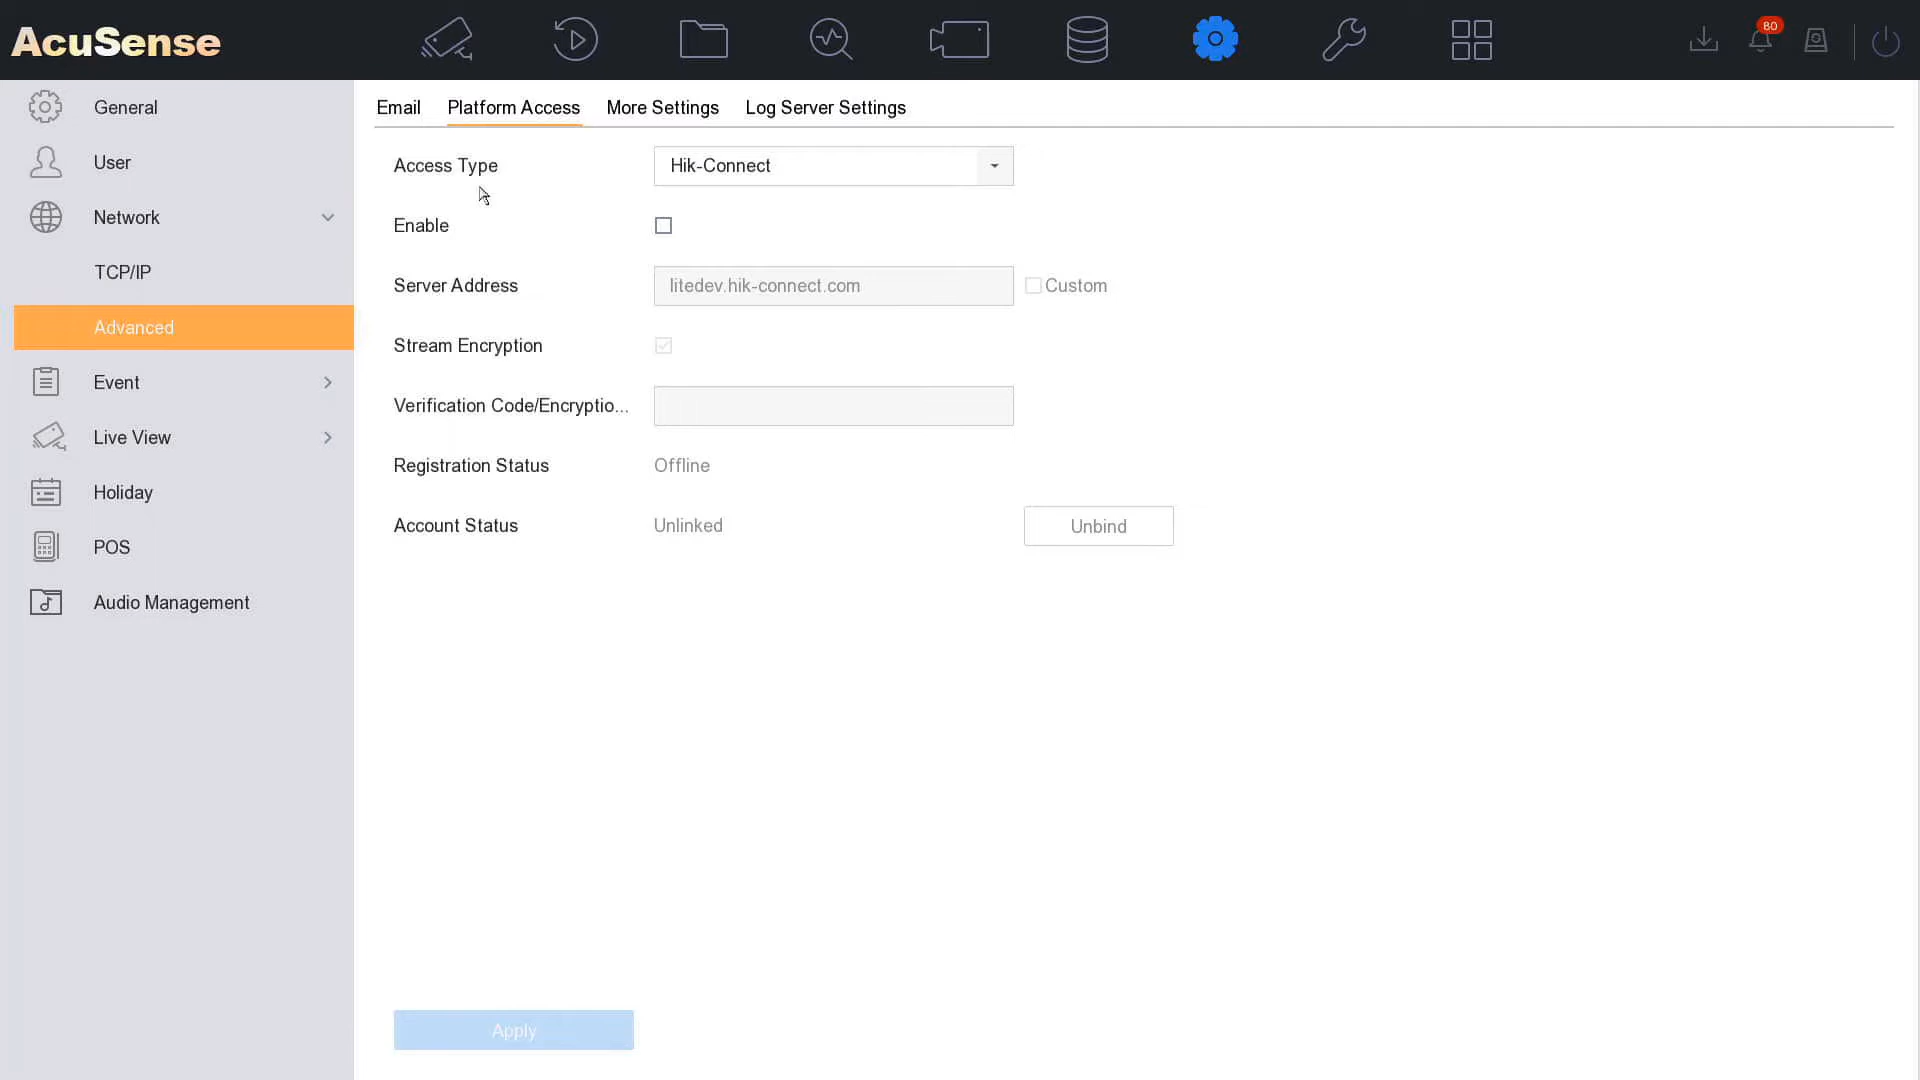 AcuSense
80
General
User
Network
TCP/IP
Advanced
Event
Live View
Holiday
POS
Audio Management
Email Platform Access More Settings Log Server Settings
Access Type Hik-Connect
Enable
Server Address litedev.hik-connect.com Custom
Stream Encryption
Verification Code/Encryptio...
Registration Status Offline
Account Status Unlinked Unbind
Apply